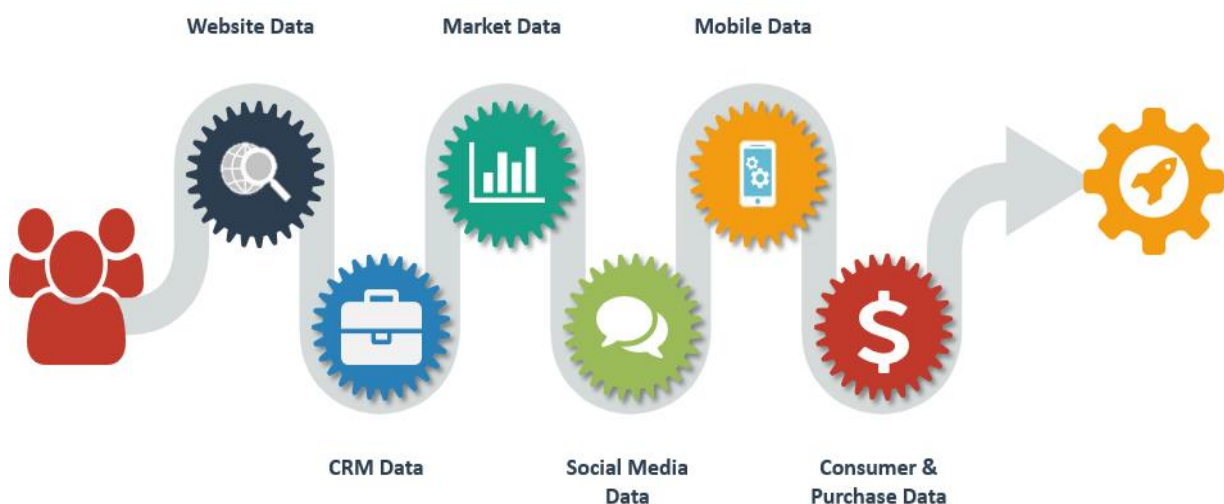 Website Data
Market Data
Mobile Data
$
CRM Data
Social Media
Data
Consumer &
Purchase Data